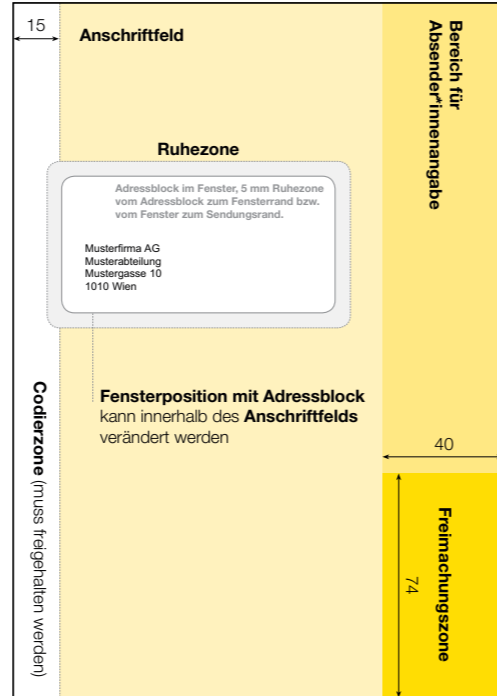 15
Anschriftfeld
Bereich für
Absender*innenangabe
Ruhezone
Adressblock im Fenster, 5 mm Ruhezone
vom Adressblock zum Fensterrand bzw.
vom Fenster zum Sendungsrand.
Musterfirma AG
Musterabteilung
Mustergasse 10
1010 Wien
Fensterposition mit Adressblock
kann innerhalb des Anschriftfelds
verändert werden
Codierzone (muss freigehalten werden)
40
74
Freimachungszone